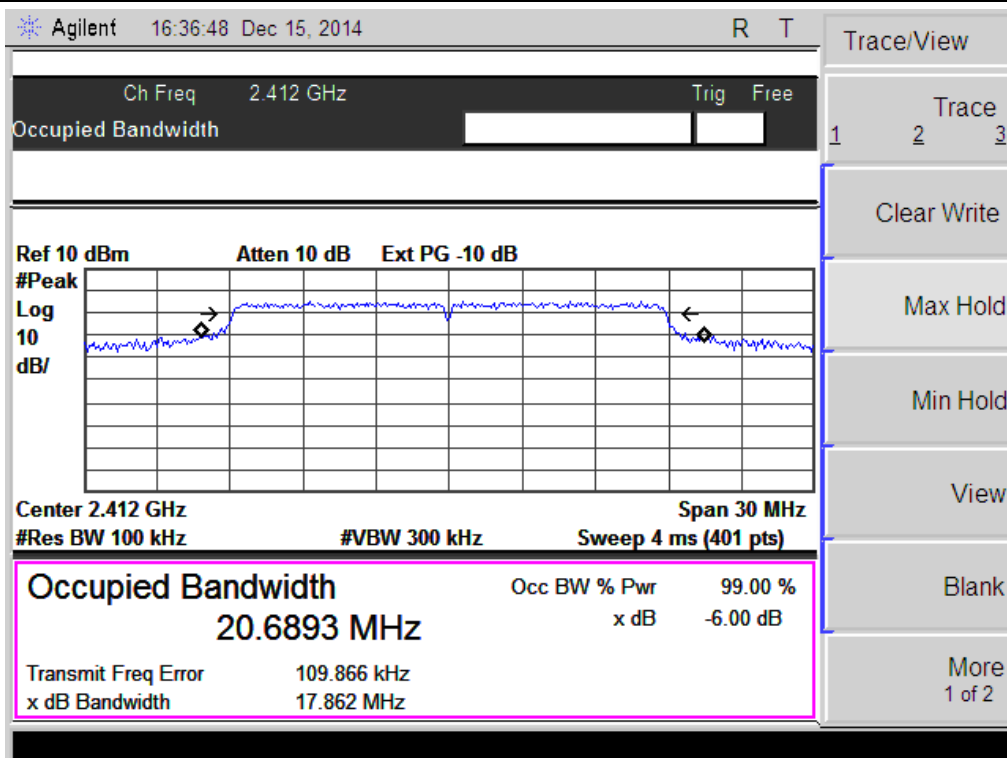 Agilent 16:36:48 Dec 15, 2014 R T
Trace/View
Ch Freq 2.412 GHz Trig Free
Occupied Bandwidth
Trace
1 2 3
Clear Write
Max Hold
Min Hold
View
Blank
More
1 of 2
Ref 10 dBm Atten 10 dB Ext PG -10 dB
#Peak
Log
10
dB/
Center 2.412 GHz Span 30 MHz
#Res BW 100 kHz #VBW 300 kHz Sweep 4 ms (401 pts)
Occupied Bandwidth Occ BW % Pwr 99.00 %
20.6893 MHz x dB -6.00 dB
Transmit Freq Error 109.866 kHz
x dB Bandwidth 17.862 MHz